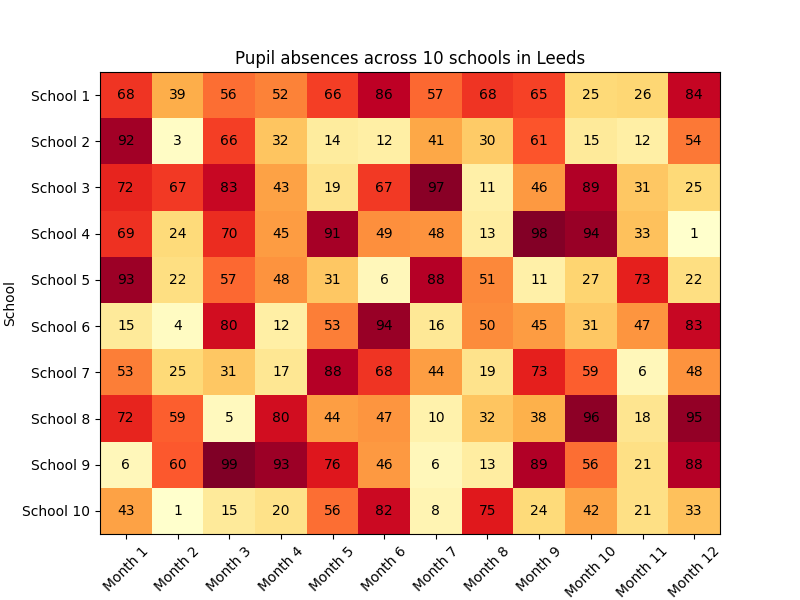 Pupil absences across 10 schools in Leeds
School
School 1 68 39 56 52 66 86 57 68 65 25 26 84
School 2 92 3 66 32 14 12 41 30 61 15 12 54
School 3 72 67 83 43 19 67 97 11 46 89 31 25
School 4 69 24 70 45 91 49 48 13 98 94 33 1
School 5 93 22 57 48 31 6 88 51 11 27 73 22
School 6 15 4 80 12 53 94 16 50 45 31 47 83
School 7 53 25 31 17 88 68 44 19 73 59 6 48
School 8 72 59 5 80 44 47 10 32 38 96 18 95
School 9 6 60 99 93 76 46 6 13 89 56 21 88
School 10 43 1 15 20 56 82 8 75 24 42 21 33
Month 1 Month 2 Month 3 Month 4 Month 5 Month 6 Month 7 Month 8 Month 9 Month 10 Month 11 Month 12